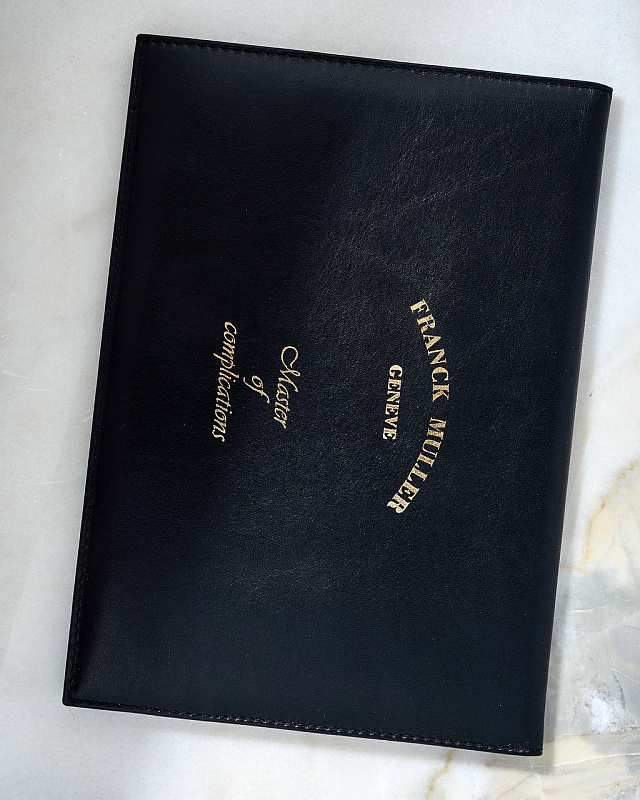 FRANCK MULLER
GENEVE
Master
of
complications